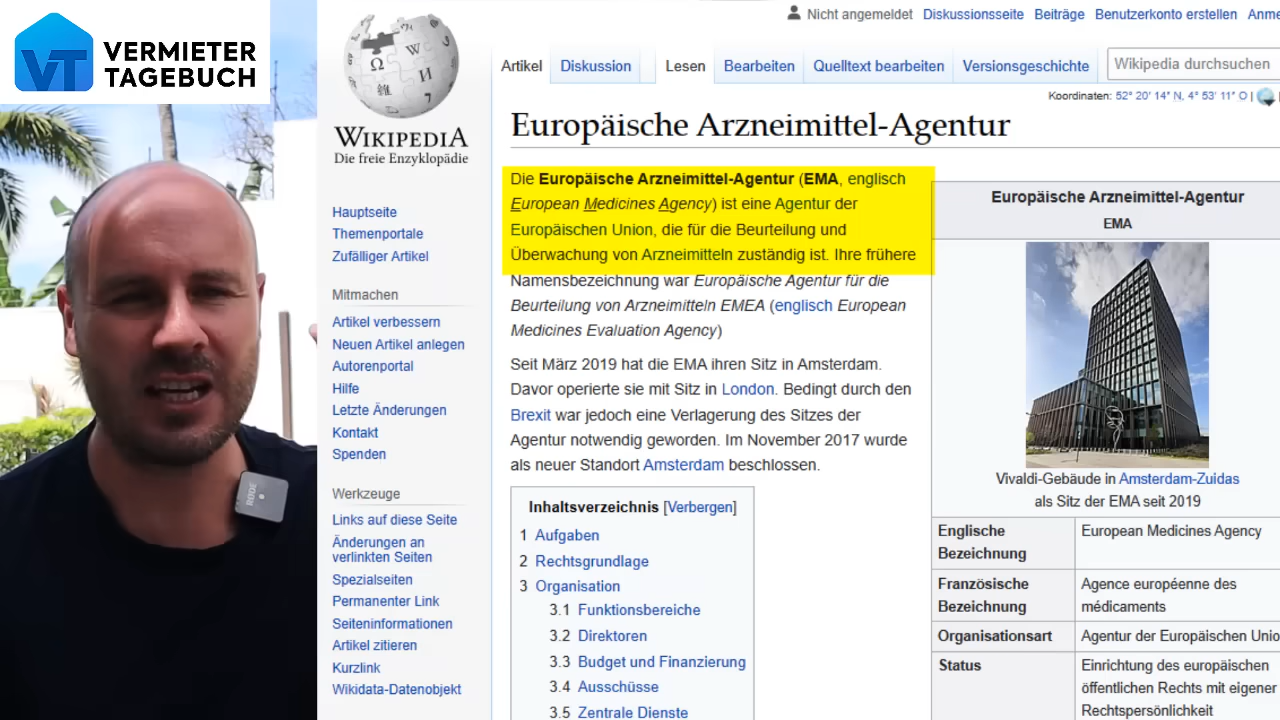 VERMIETER
TAGEBUCH
VT
RØDE
WIKIPEDIA
Die freie Enzyklopädie
Hauptseite
Themenportale
Zufälliger Artikel
Mitmachen
Artikel verbessern
Neuen Artikel anlegen
Autorenportal
Hilfe
Letzte Änderungen
Kontakt
Spenden
Werkzeuge
Links auf diese Seite
Änderungen an
verlinkten Seiten
Spezialseiten
Permanenter Link
Seiteninformationen
Artikel zitieren
Kurzlink
Wikidata-Datenobjekt
Nicht angemeldet Diskussionsseite Beiträge Benutzerkonto erstellen Anme
Artikel Diskussion Lesen Bearbeiten Quelltext bearbeiten Versionsgeschichte Wikipedia durchsuchen
Koordinaten: 52° 20′ 14″ N, 4° 53′ 11″ O |
Europäische Arzneimittel-Agentur
Die Europäische Arzneimittel-Agentur (EMA, englisch
European Medicines Agency) ist eine Agentur der
Europäischen Union, die für die Beurteilung und
Überwachung von Arzneimitteln zuständig ist. Ihre frühere
Namensbezeichnung war Europäische Agentur für die
Beurteilung von Arzneimitteln EMEA (englisch European
Medicines Evaluation Agency)
Seit März 2019 hat die EMA ihren Sitz in Amsterdam.
Davor operierte sie mit Sitz in London. Bedingt durch den
Brexit war jedoch eine Verlagerung des Sitzes der
Agentur notwendig geworden. Im November 2017 wurde
als neuer Standort Amsterdam beschlossen.
Inhaltsverzeichnis [Verbergen]
1 Aufgaben
2 Rechtsgrundlage
3 Organisation
3.1 Funktionsbereiche
3.2 Direktoren
3.3 Budget und Finanzierung
3.4 Ausschüsse
3.5 Zentrale Dienste
Europäische Arzneimittel-Agentur
EMA
Vivaldi-Gebäude in Amsterdam-Zuidas
als Sitz der EMA seit 2019
Englische Bezeichnung European Medicines Agency
Französische Bezeichnung Agence européenne des
médicaments
Organisationsart Agentur der Europäischen Unio
Status Einrichtung des europäischen
öffentlichen Rechts mit eigener
Rechtspersönlichkeit